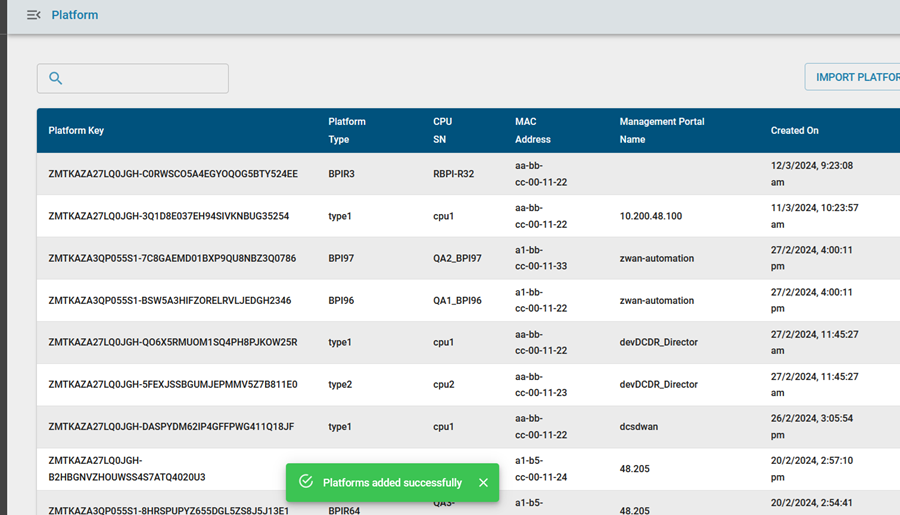 Platform
IMPORT PLATFOR
Platform Key
Platform
Type
CPU
SN
MAC
Address
Management Portal
Name
Created On
ZMTKAZA27LQ0JGH-C0RWSCO5A4EGYOQOG5BTY524EE
BPIR3
RBPI-R32
aa-bb-
cc-00-11-22
12/3/2024, 9:23:08
am
ZMTKAZA27LQ0JGH-3Q1D8E037EH94SIVKNBUG35254
type1
cpu1
aa-bb-
cc-00-11-22
10.200.48.100
11/3/2024, 10:23:57
am
ZMTKAZA3QP055S1-7C8GAEMD01BXP9QU8NBZ3Q0786
BPI97
QA2_BPI97
a1-bb-
cc-00-11-33
zwan-automation
27/2/2024, 4:00:11
pm
ZMTKAZA3QP055S1-BSW5A3HIFZORELRVLJEDGH2346
BPI96
QA1_BPI96
a1-bb-
cc-00-11-22
zwan-automation
27/2/2024, 4:00:11
pm
ZMTKAZA27LQ0JGH-QO6X5RMUOM1SQ4PH8PJKOW25R
type1
cpu1
aa-bb-
cc-00-11-22
devDCDR_Director
27/2/2024, 11:45:27
am
ZMTKAZA27LQ0JGH-5FEXJSSBGUMJEPMMV5Z7B811E0
type2
cpu2
aa-bb-
cc-00-11-23
devDCDR_Director
27/2/2024, 11:45:27
am
ZMTKAZA27LQ0JGH-DASPYDM62IP4GFFPWG411Q18JF
type1
cpu1
aa-bb-
cc-00-11-22
dcsdwan
26/2/2024, 3:05:54
pm
ZMTKAZA27LQ0JGH-
B2HBGNVZHOUWSS4S7ATQ4020U3
a1-b5-
cc-00-11-24
48.205
20/2/2024, 2:57:10
pm
Platforms added successfully
ZMTKAZA3QP055S1-8HRSPUPYZ655DGL5ZS8J5J13E1
BPIR64
QA3-
a1-b5-
48.205
20/2/2024, 2:54:41